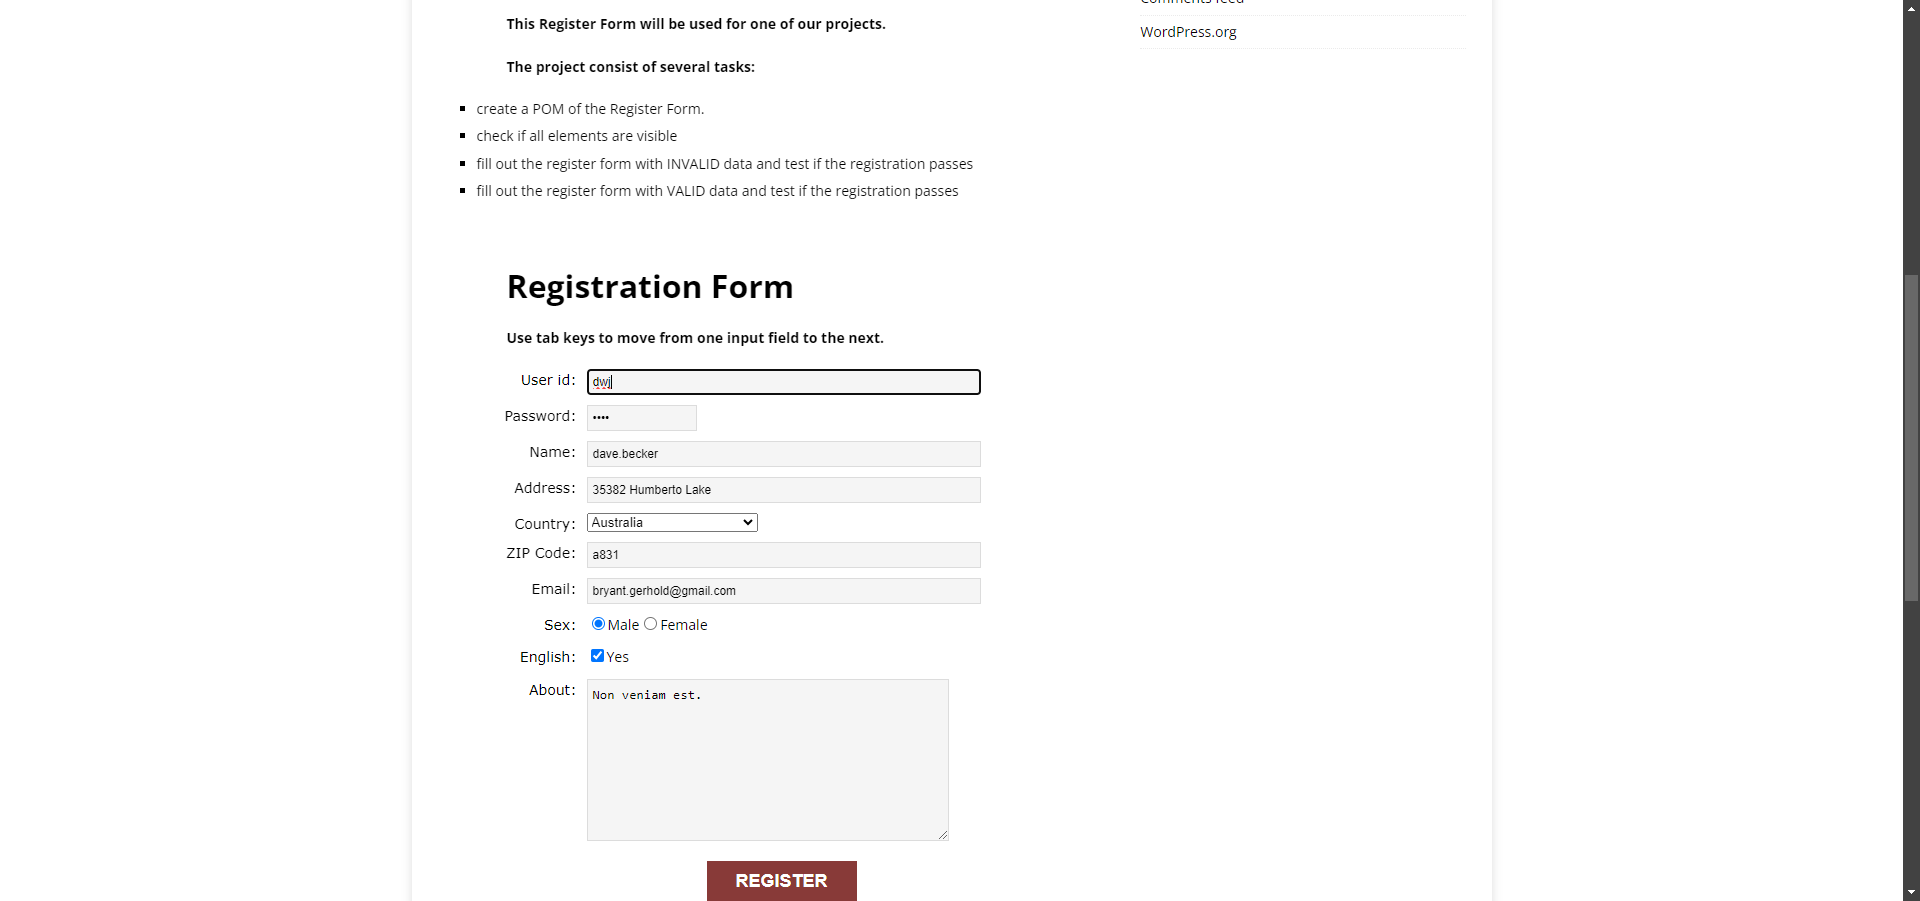 This Register Form will be used for one of our projects.
The project consist of several tasks:
create a POM of the Register Form.
check if all elements are visible
fill out the register form with INVALID data and test if the registration passes
fill out the register form with VALID data and test if the registration passes
Comments feed
WordPress.org
Registration Form
Use tab keys to move from one input field to the next.
User id: dwj
Password: ••••
Name: dave.becker
Address: 35382 Humberto Lake
Country: Australia
ZIP Code: a831
Email: bryant.gerhold@gmail.com
Sex: Male Female
English: Yes
About: Non veniam est.
REGISTER